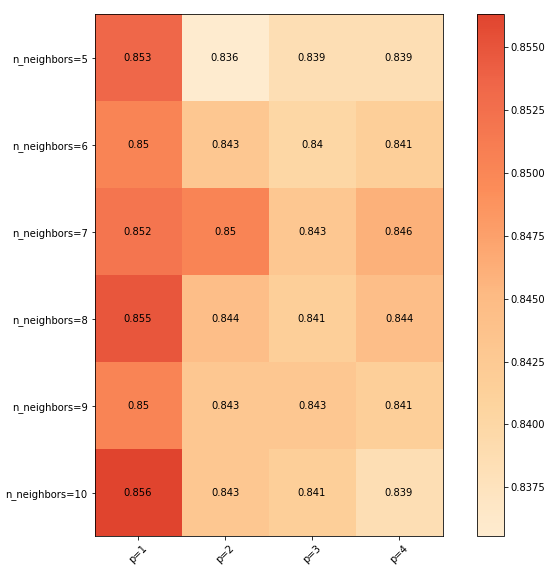 n_neighbors=5 0.853 0.836 0.839 0.839
n_neighbors=6 0.85 0.843 0.84 0.841
n_neighbors=7 0.852 0.85 0.843 0.846
n_neighbors=8 0.855 0.844 0.841 0.844
n_neighbors=9 0.85 0.843 0.843 0.841
n_neighbors=10 0.856 0.843 0.841 0.839
p=1 p=2 p=3 p=4
0.8550
0.8525
0.8500
0.8475
0.8450
0.8425
0.8400
0.8375